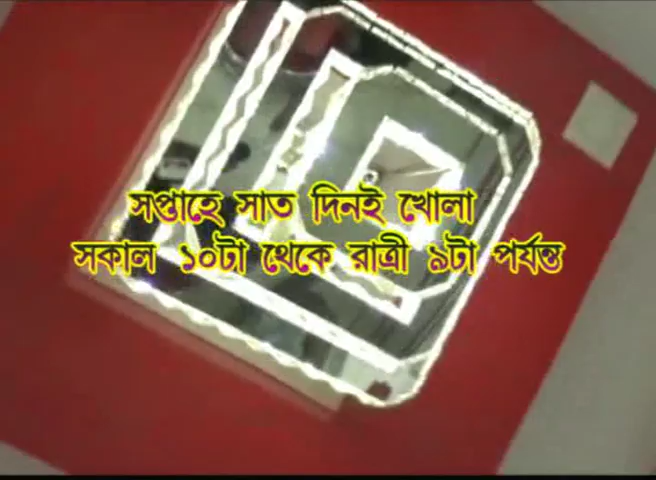 সপ্তাহে সাত দিনই খোলা
সকাল ১০টা থেকে রাত্রী ৯টা পর্যন্ত